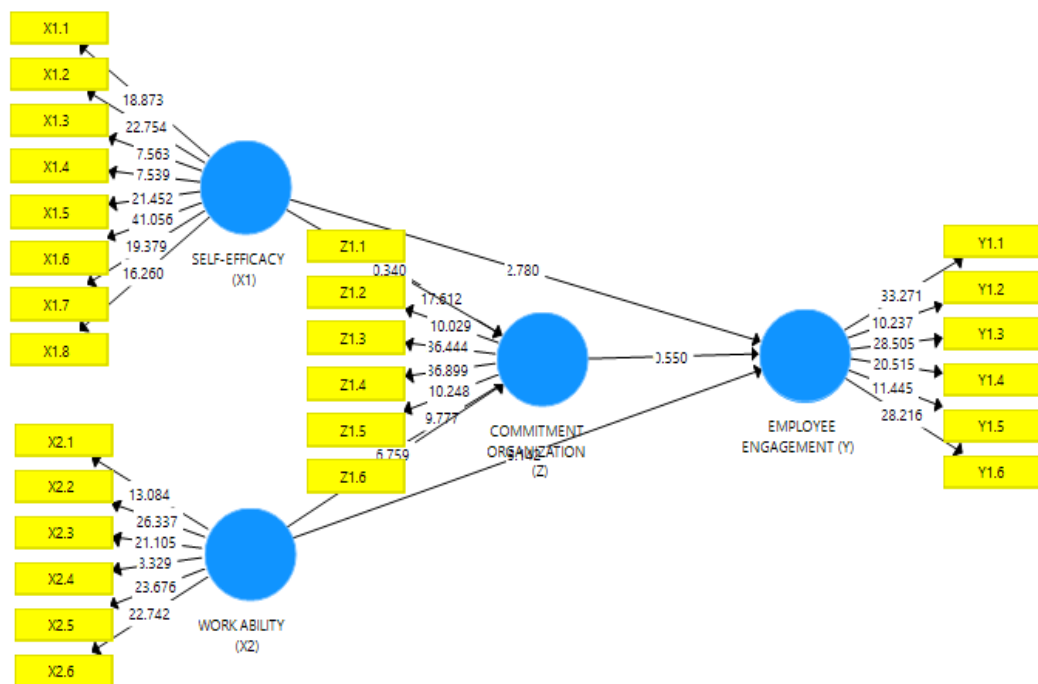 X1.1
X1.2
X1.3
X1.4
X1.5
X1.6
X1.7
X1.8
18.873
22.754
7.563
7.539
21.452
41.056
19.379
16.260
SELF-EFFICACY
(X1)
0.340
2.780
Z1.1
Z1.2
Z1.3
Z1.4
Z1.5
Z1.6
17.612
10.029
36.444
36.899
10.248
9.777
6.759
COMMITMENT
ORGANIZATION
(Z)
0.550
Y1.1
Y1.2
Y1.3
Y1.4
Y1.5
Y1.6
33.271
10.237
28.505
20.515
11.445
28.216
EMPLOYEE
ENGAGEMENT (Y)
X2.1
X2.2
X2.3
X2.4
X2.5
X2.6
13.084
26.337
21.105
23.676
22.742
WORK ABILITY
(X2)